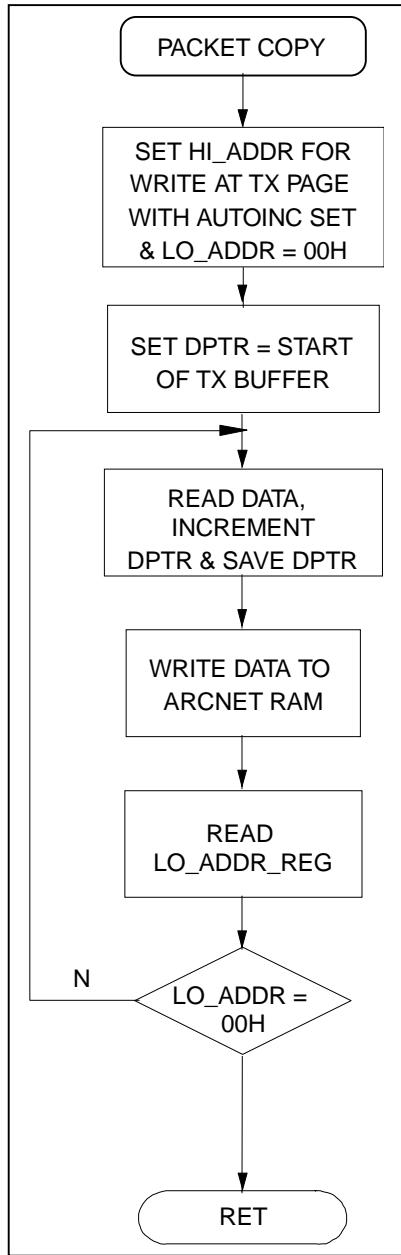 PACKET COPY
SET HI_ADDR FOR
WRITE AT TX PAGE
WITH AUTOINC SET
& LO_ADDR = 00H
SET DPTR = START
OF TX BUFFER
READ DATA,
INCREMENT
DPTR & SAVE DPTR
WRITE DATA TO
ARCNET RAM
READ
LO_ADDR_REG
N
LO_ADDR =
00H
RET